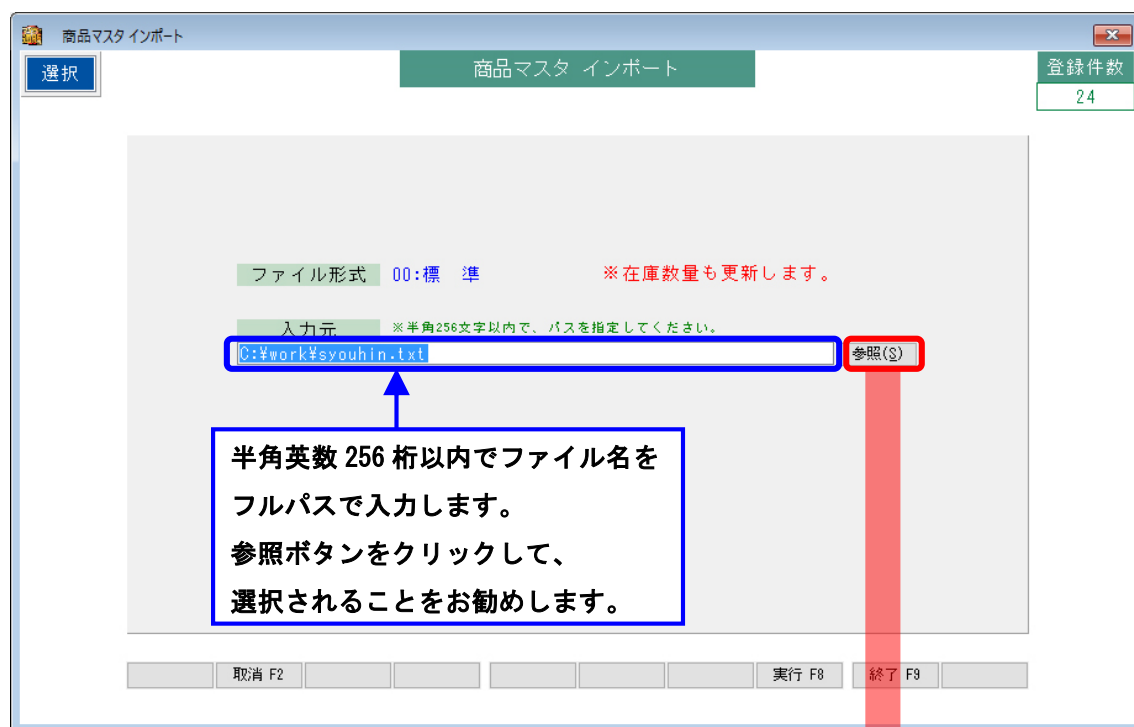 商品マスタ インポート
選択
商品マスタ インポート
登録件数
24
ファイル形式 00:標 準 ※在庫数量も更新します。
入力元 ※半角256文字以内で、パスを指定してください。
C:¥work¥syouhin.txt 参照(S)
半角英数 256 桁以内でファイル名を
フルパスで入力します。
参照ボタンをクリックして、
選択されることをお勧めします。
取消 F2 実行 F8 終了 F9